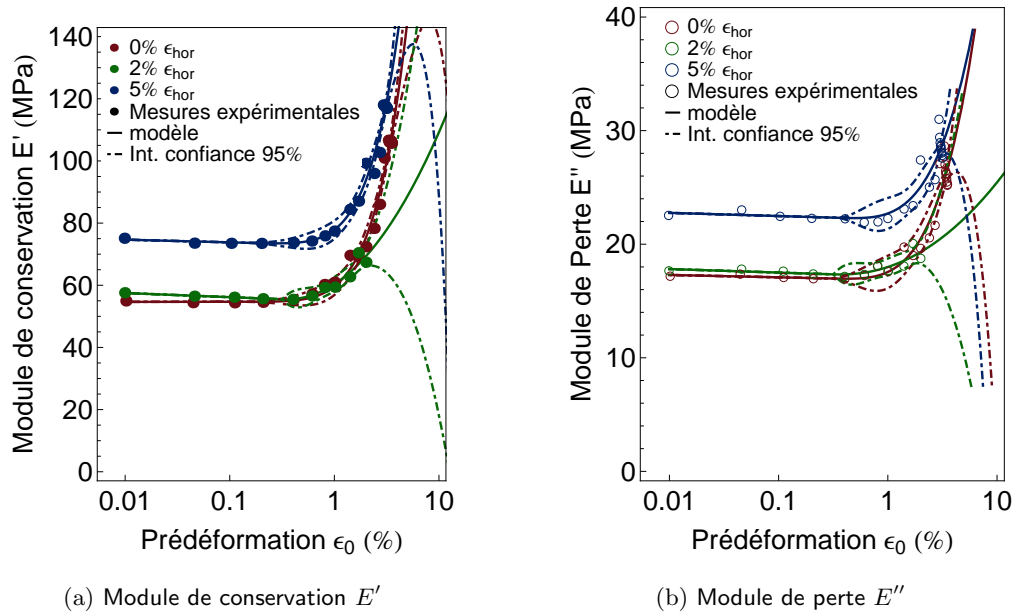 140
120
100
80
60
40
20
0
0.01
0.1
1
10
Module de conservation E' (MPa)
Prédéformation ϵ₀ (%)
0% ϵhor
2% ϵhor
5% ϵhor
Mesures expérimentales
modèle
Int. confiance 95%
(a) Module de conservation E′
40
30
20
10
0
0.01
0.1
1
10
Module de Perte E'' (MPa)
Prédéformation ϵ₀ (%)
0% ϵhor
2% ϵhor
5% ϵhor
Mesures expérimentales
modèle
Int. confiance 95%
(b) Module de perte E′′